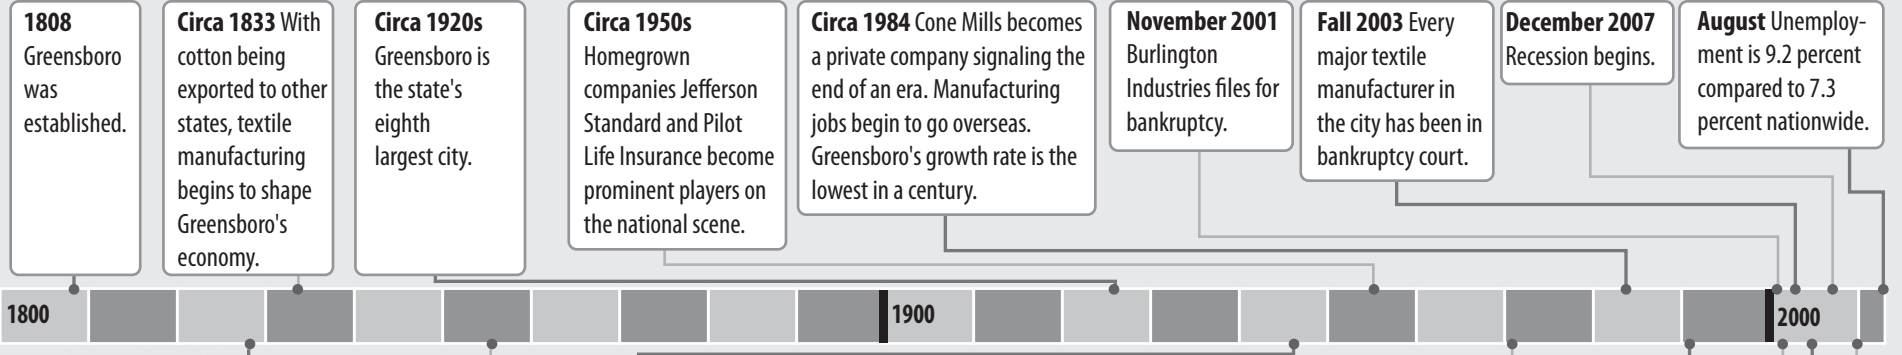 1808
Greensboro
was
established.
Circa 1833 With
cotton being
exported to other
states, textile
manufacturing
begins to shape
Greensboro's
economy.
Circa 1920s
Greensboro is
the state's
eighth
largest city.
Circa 1950s
Homegrown
companies Jefferson
Standard and Pilot
Life Insurance become
prominent players on
the national scene.
Circa 1984 Cone Mills becomes
a private company signaling the
end of an era. Manufacturing
jobs begin to go overseas.
Greensboro's growth rate is the
lowest in a century.
November 2001
Burlington
Industries files for
bankruptcy.
Fall 2003 Every
major textile
manufacturer in
the city has been in
bankruptcy court.
December 2007
Recession begins.
August Unemploy-
ment is 9.2 percent
compared to 7.3
percent nationwide.
1800
1900
2000